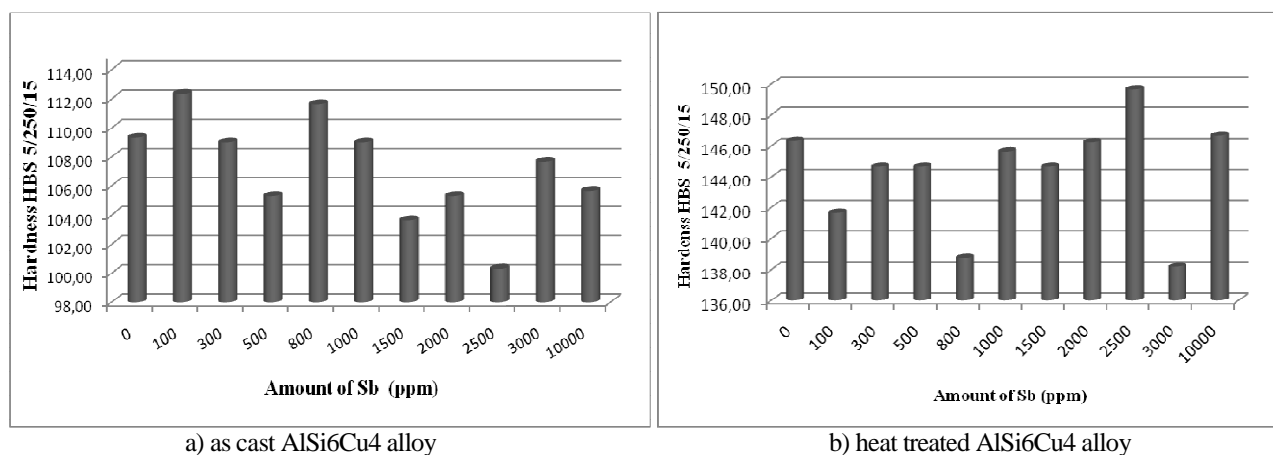 114,00
112,00
110,00
108,00
106,00
104,00
102,00
100,00
98,00
Hardness HBS 5/250/15
0 100 300 500 800 1000 1500 2000 2500 3000 10000
Amount of Sb (ppm)
a) as cast AlSi6Cu4 alloy
150,00
148,00
146,00
144,00
142,00
140,00
138,00
136,00
Hardenss HBS 5/250/15
0 100 300 500 800 1000 1500 2000 2500 3000 10000
Amount of Sb (ppm)
b) heat treated AlSi6Cu4 alloy